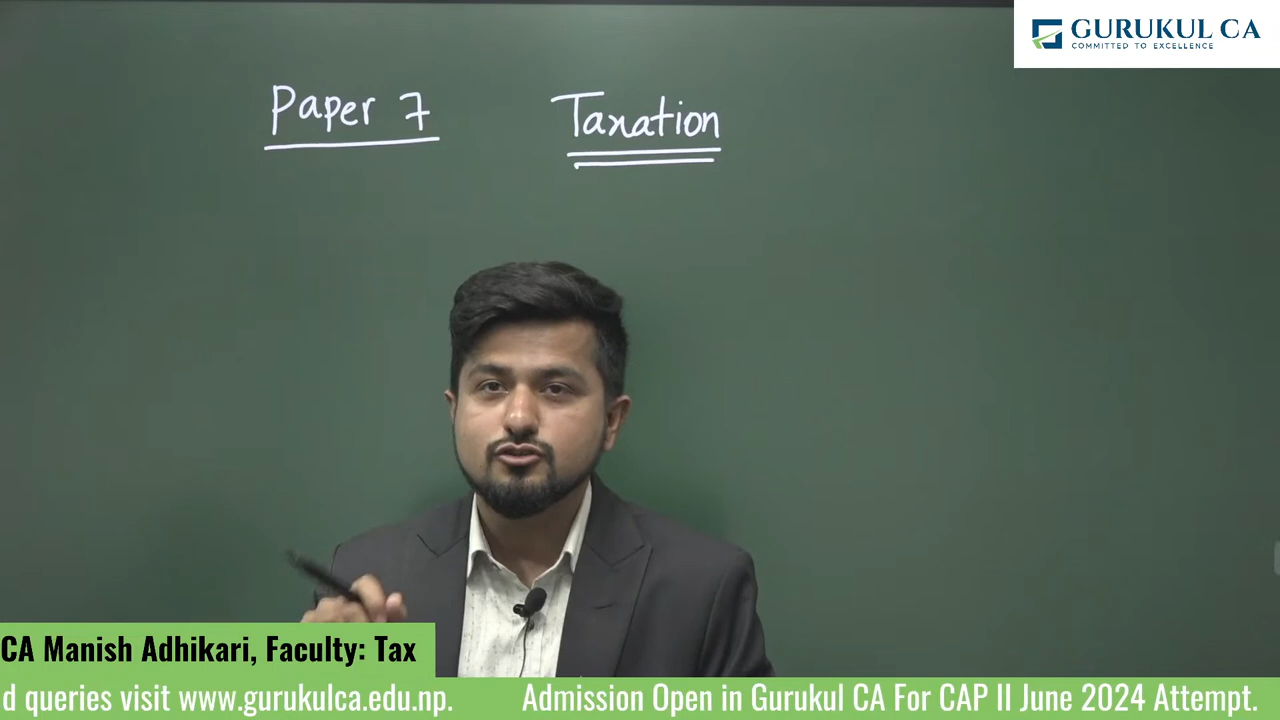 GURUKUL CA
COMMITTED TO EXCELLENCE
Paper 7 Taxation
CA Manish Adhikari, Faculty: Tax
d queries visit www.gurukulca.edu.np. Admission Open in Gurukul CA For CAP II June 2024 Attempt.